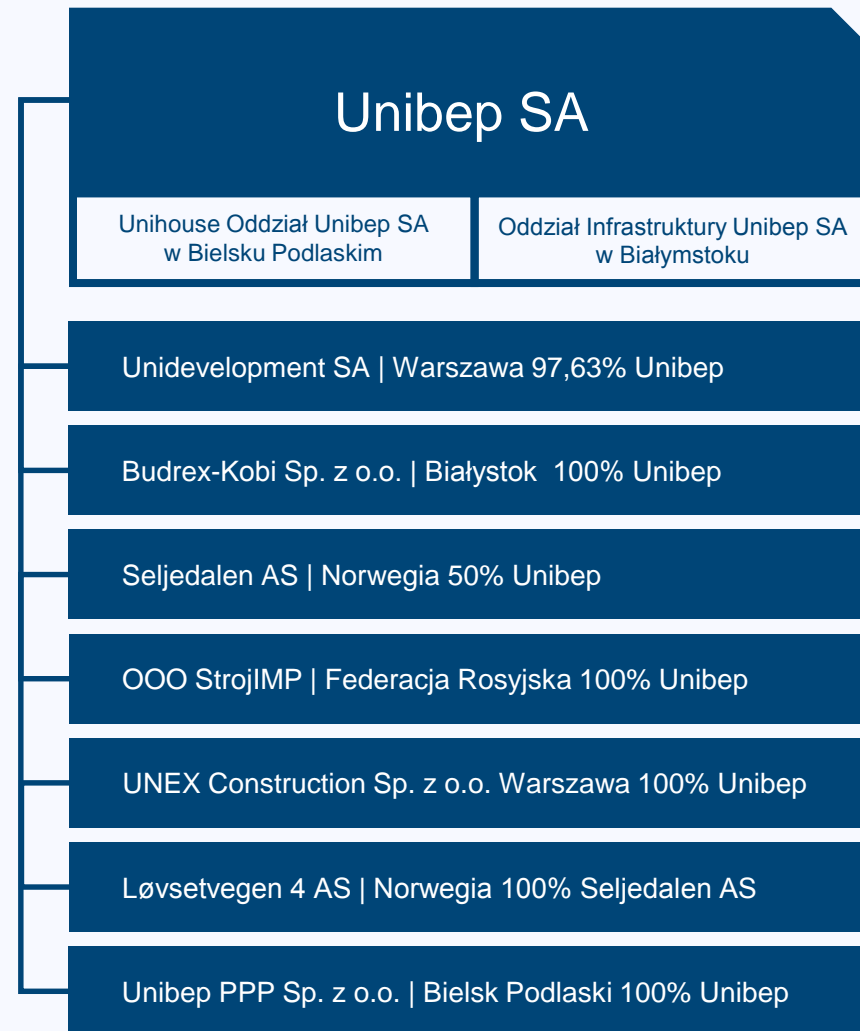 Unibep SA
Unihouse Oddział Unibep SA
w Bielsku Podlaskim
Oddział Infrastruktury Unibep SA
w Białymstoku
Unidevelopment SA | Warszawa 97,63% Unibep
Budrex-Kobi Sp. z o.o. | Białystok 100% Unibep
Seljedalen AS | Norwegia 50% Unibep
OOO StrojIMP | Federacja Rosyjska 100% Unibep
UNEX Construction Sp. z o.o. Warszawa 100% Unibep
Løvsetvegen 4 AS | Norwegia 100% Seljedalen AS
Unibep PPP Sp. z o.o. | Bielsk Podlaski 100% Unibep